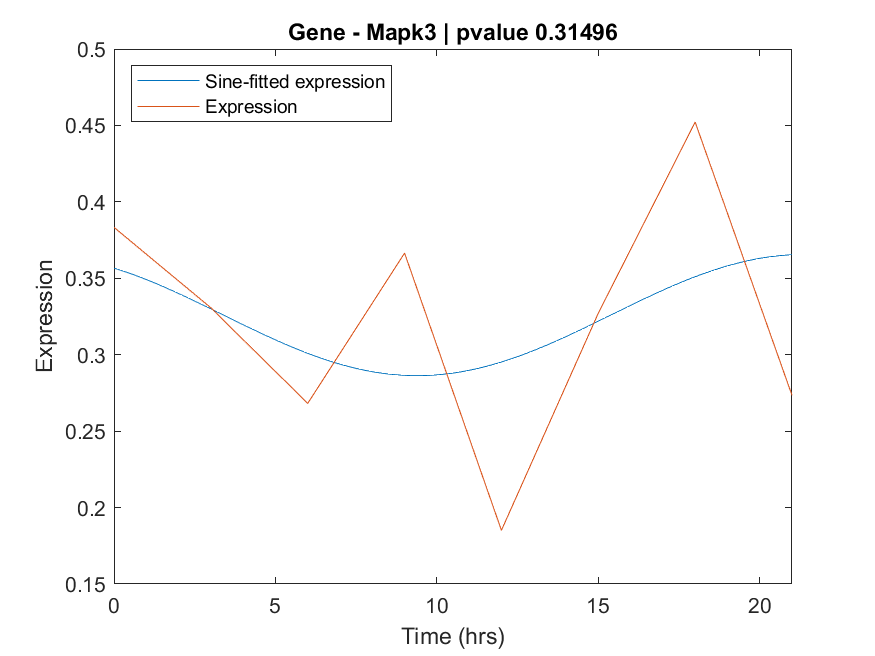 Gene - Mapk3 | pvalue 0.31496
Sine-fitted expression
Expression
0.5
0.45
0.4
0.35
0.3
0.25
0.2
0.15
Expression
0 5 10 15 20
Time (hrs)